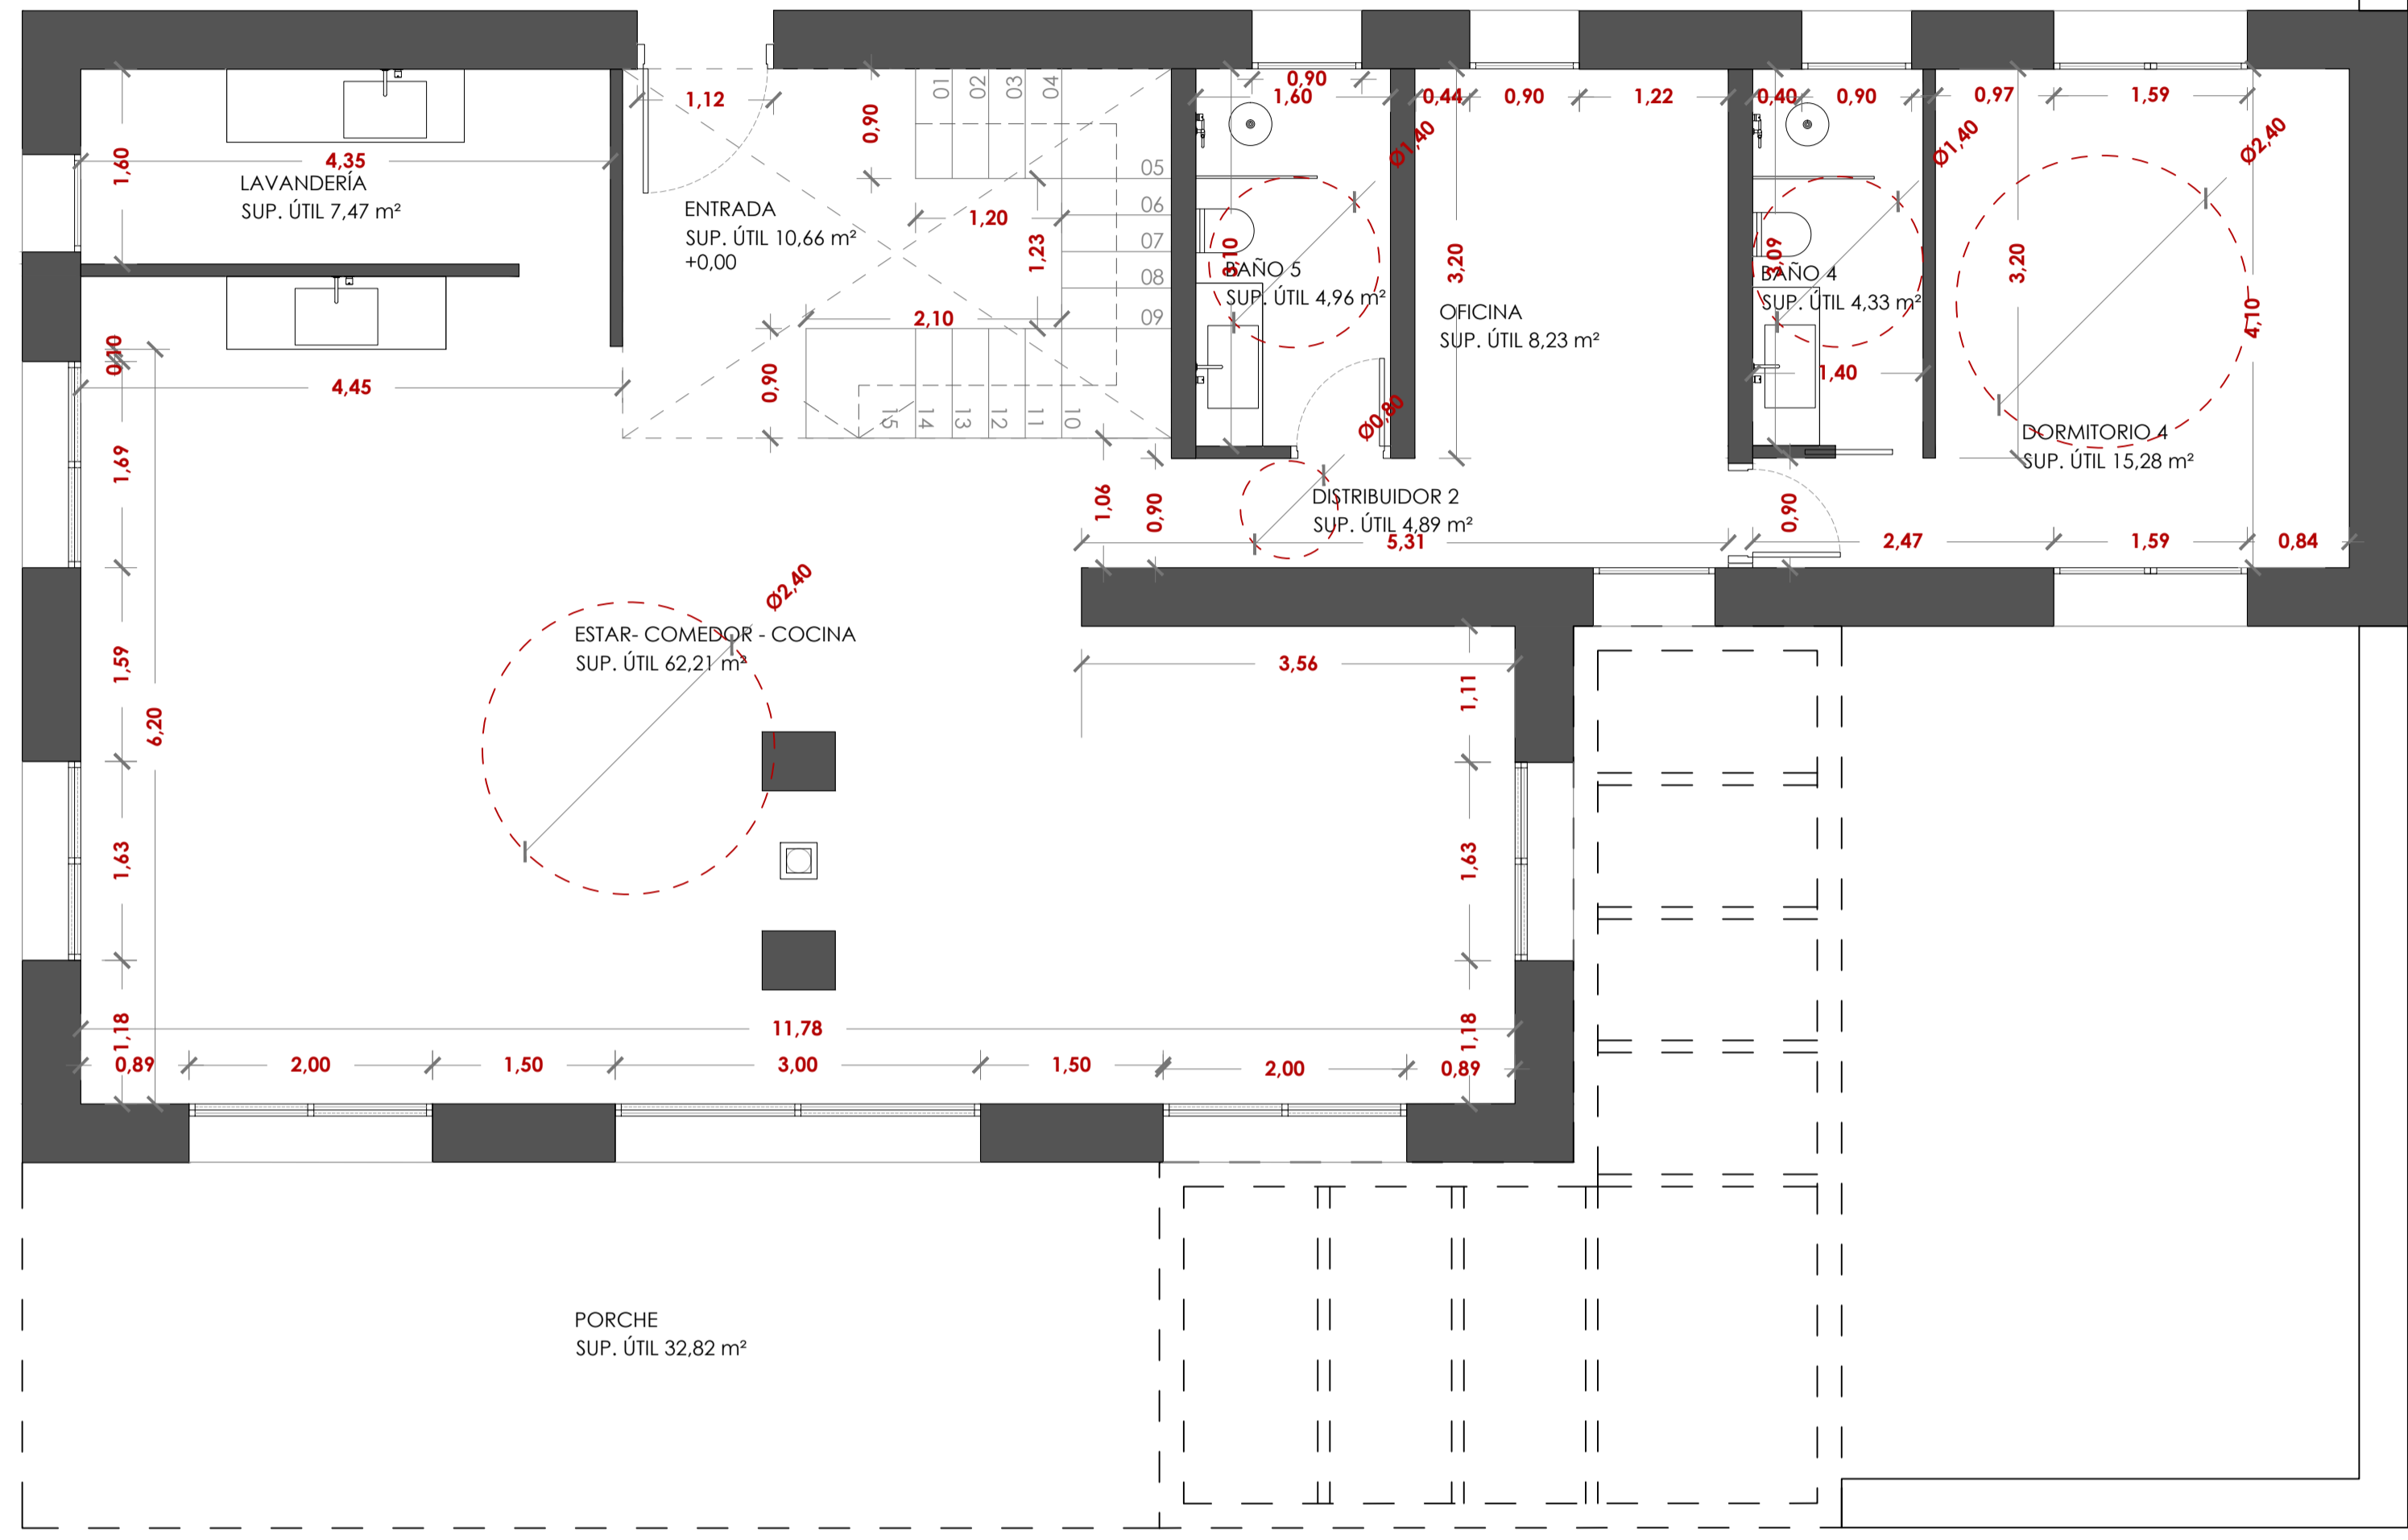 0,90
1,60
0,44
0,90
1,22
0,40
0,90
0,97
1,59
1,12
0,90
01
02
03
04
Ø1,40
Ø1,40
Ø2,40
1,60
4,35
LAVANDERÍA
SUP. ÚTIL 7,47 m²
ENTRADA
SUP. ÚTIL 10,66 m²
+0,00
1,20
1,23
05
06
07
08
09
2,10
3,10
BAÑO 5
SUP. ÚTIL 4,96 m²
3,20
OFICINA
SUP. ÚTIL 8,23 m²
3,09
BAÑO 4
SUP. ÚTIL 4,33 m²
1,40
3,20
4,10
DORMITORIO 4
SUP. ÚTIL 15,28 m²
0,10
4,45
0,90
15
14
13
12
11
10
Ø0,80
1,69
1,06
0,90
DISTRIBUIDOR 2
SUP. ÚTIL 4,89 m²
5,31
0,90
2,47
1,59
0,84
Ø2,40
ESTAR- COMEDOR - COCINA
SUP. ÚTIL 62,21 m²
1,59
6,20
3,56
1,11
1,63
1,63
1,18
11,78
1,18
0,89
2,00
1,50
3,00
1,50
2,00
0,89
PORCHE
SUP. ÚTIL 32,82 m²